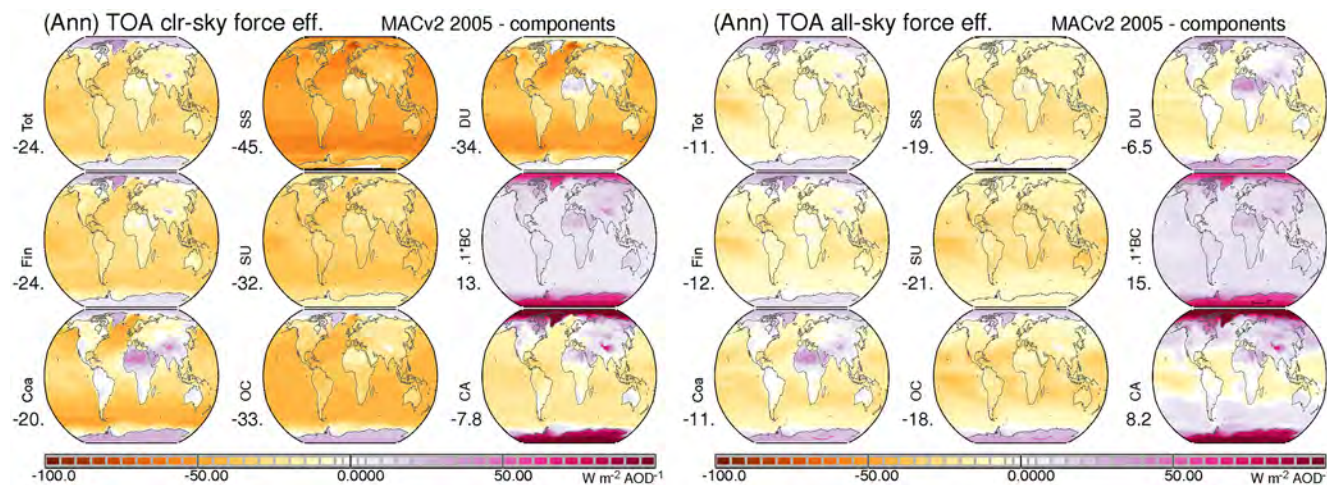 (Ann) TOA clr-sky force eff. MACv2 2005 - components
Tot
-24.
SS
-45.
DU
-34.
Fin
-24.
SU
-32.
.1*BC
13.
Coa
-20.
OC
-33.
CA
-7.8
-100.0 -50.00 0.0000 50.00 W m-2 AOD-1
(Ann) TOA all-sky force eff. MACv2 2005 - components
Tot
-11.
SS
-19.
DU
-6.5
Fin
-12.
SU
-21.
.1*BC
15.
Coa
-11.
OC
-18.
CA
8.2
-100.0 -50.00 0.0000 50.00 W m-2 AOD-